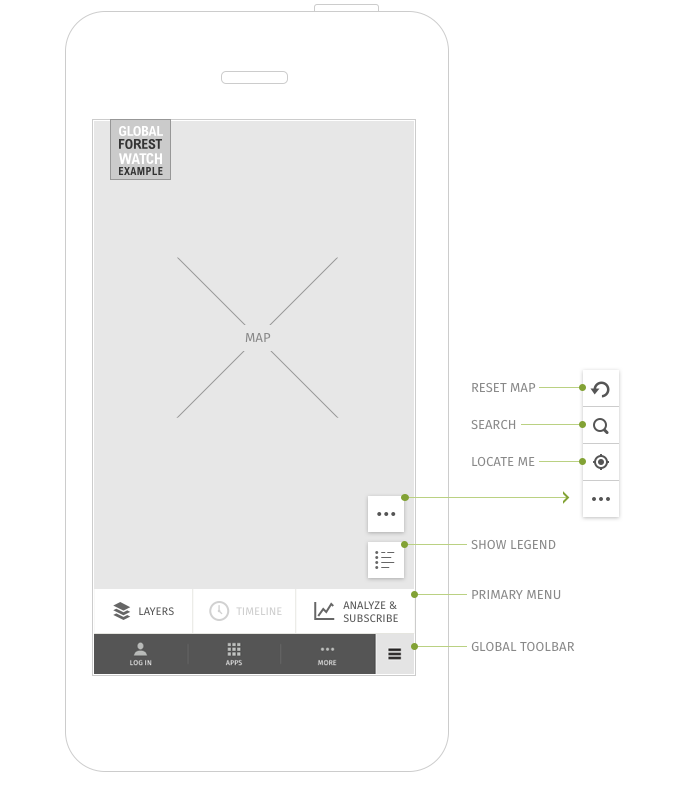 GLOBAL
FOREST
WATCH
EXAMPLE
MAP
RESET MAP
SEARCH
LOCATE ME
SHOW LEGEND
LAYERS
TIMELINE
ANALYZE &
SUBSCRIBE
PRIMARY MENU
LOG IN
APPS
MORE
GLOBAL TOOLBAR